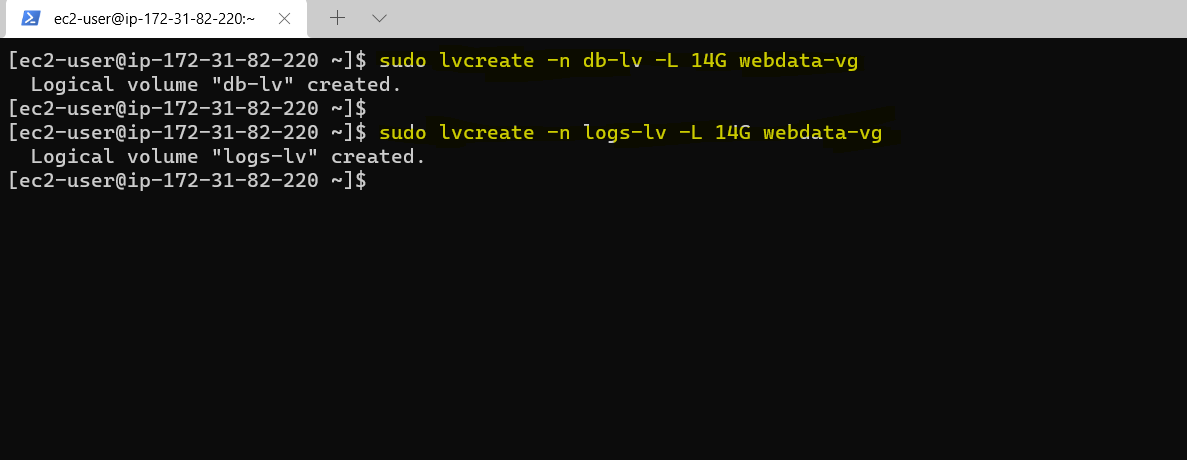 ec2-user@ip-172-31-82-220:~
[ec2-user@ip-172-31-82-220 ~]$ sudo lvcreate -n db-lv -L 14G webdata-vg
  Logical volume "db-lv" created.
[ec2-user@ip-172-31-82-220 ~]$
[ec2-user@ip-172-31-82-220 ~]$ sudo lvcreate -n logs-lv -L 14G webdata-vg
  Logical volume "logs-lv" created.
[ec2-user@ip-172-31-82-220 ~]$